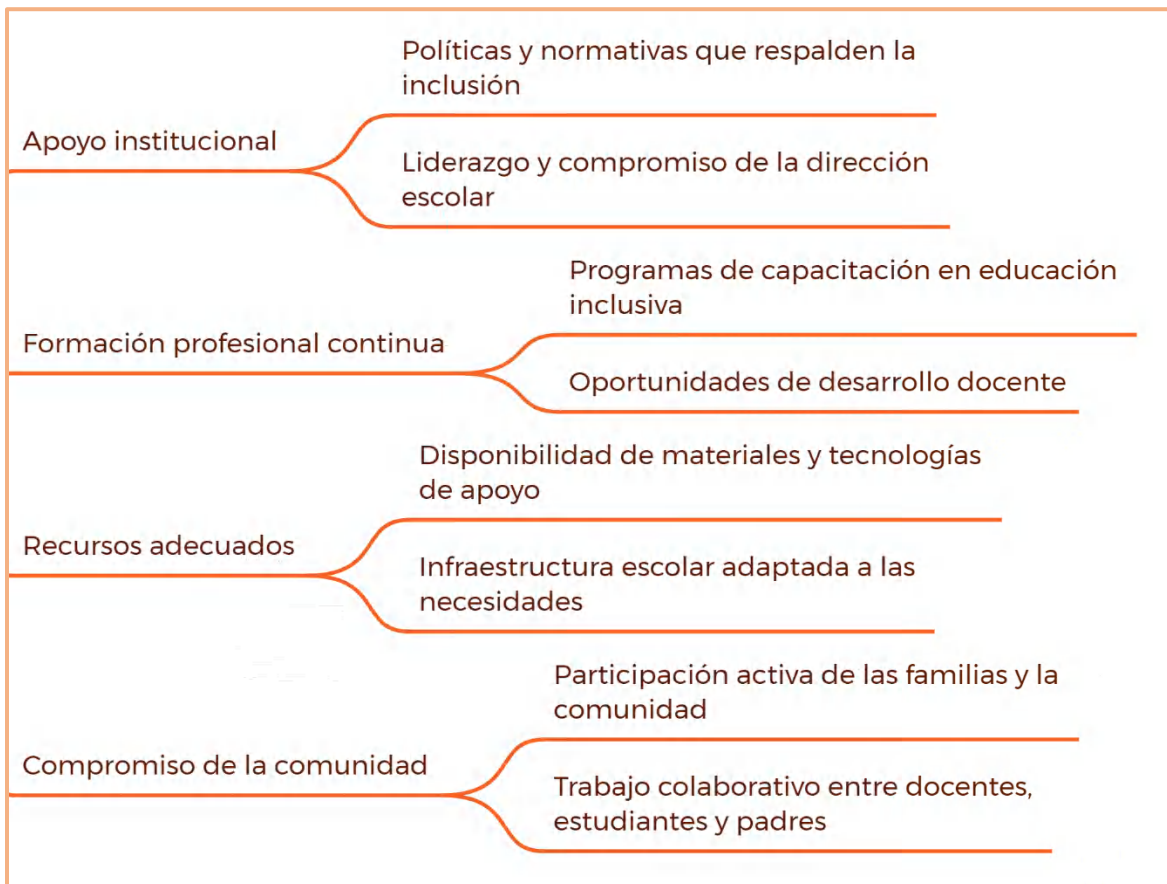 Políticas y normativas que respalden la
inclusión
Apoyo institucional
Liderazgo y compromiso de la dirección
escolar
Programas de capacitación en educación
inclusiva
Formación profesional continua
Oportunidades de desarrollo docente
Disponibilidad de materiales y tecnologías
de apoyo
Recursos adecuados
Infraestructura escolar adaptada a las
necesidades
Participación activa de las familias y la
comunidad
Compromiso de la comunidad
Trabajo colaborativo entre docentes,
estudiantes y padres